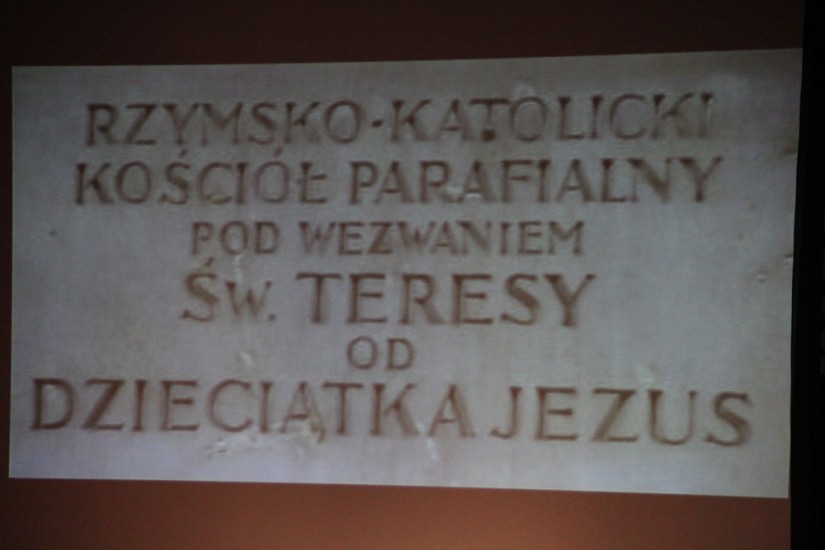 RZYMSKO-KATOLICKI
KOŚCIÓŁ PARAFIALNY
POD WEZWANIEM
ŚW. TERESY
OD
DZIECIĄTKA JEZUS